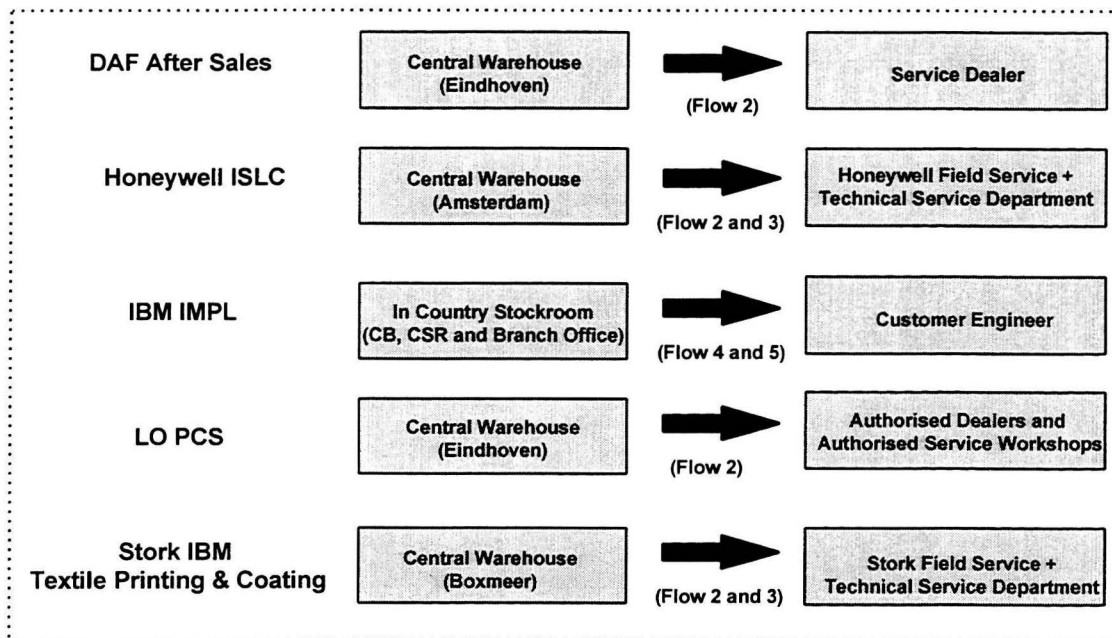 DAF After Sales
Central Warehouse
(Eindhoven)
(Flow 2)
Service Dealer
Honeywell ISLC
Central Warehouse
(Amsterdam)
(Flow 2 and 3)
Honeywell Field Service +
Technical Service Department
IBM IMPL
In Country Stockroom
(CB, CSR and Branch Office)
(Flow 4 and 5)
Customer Engineer
LO PCS
Central Warehouse
(Eindhoven)
(Flow 2)
Authorised Dealers and
Authorised Service Workshops
Stork IBM
Textile Printing & Coating
Central Warehouse
(Boxmeer)
(Flow 2 and 3)
Stork Field Service +
Technical Service Department